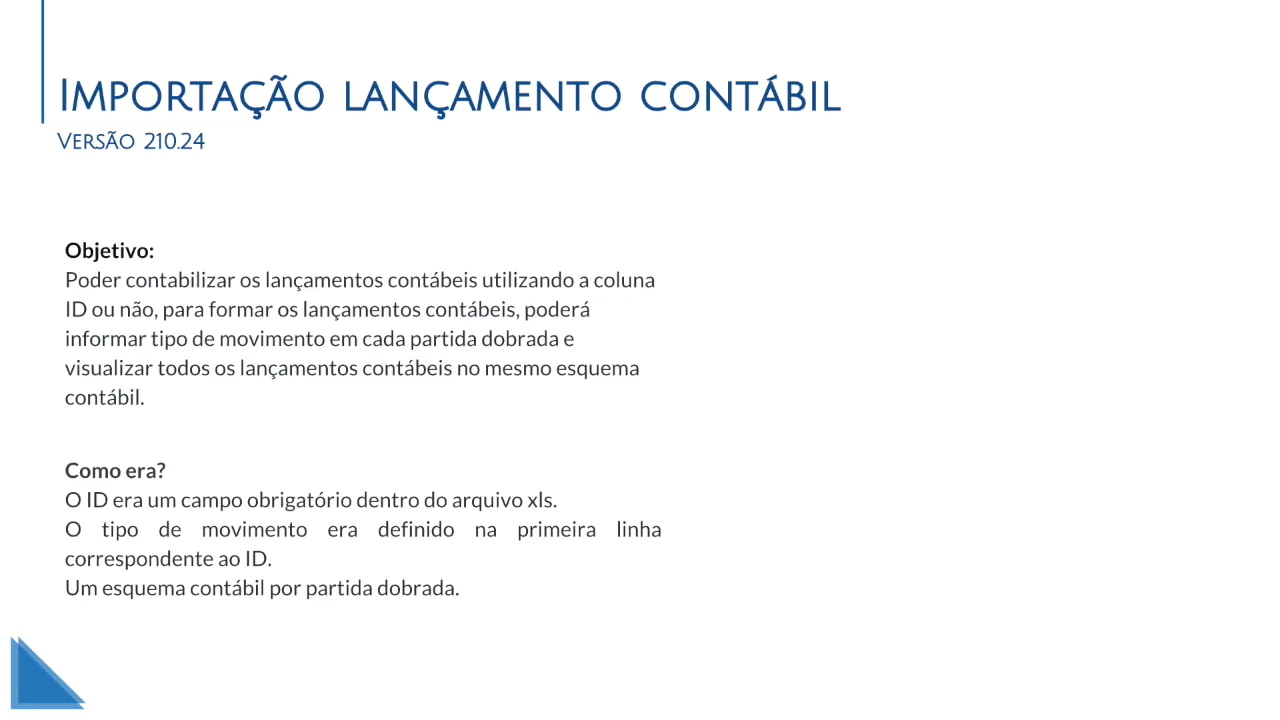 Importação lançamento contábil
Versão 210.24
Objetivo:
Poder contabilizar os lançamentos contábeis utilizando a coluna
ID ou não, para formar os lançamentos contábeis, poderá
informar tipo de movimento em cada partida dobrada e
visualizar todos os lançamentos contábeis no mesmo esquema
contábil.
Como era?
O ID era um campo obrigatório dentro do arquivo xls.
O tipo de movimento era definido na primeira linha
correspondente ao ID.
Um esquema contábil por partida dobrada.